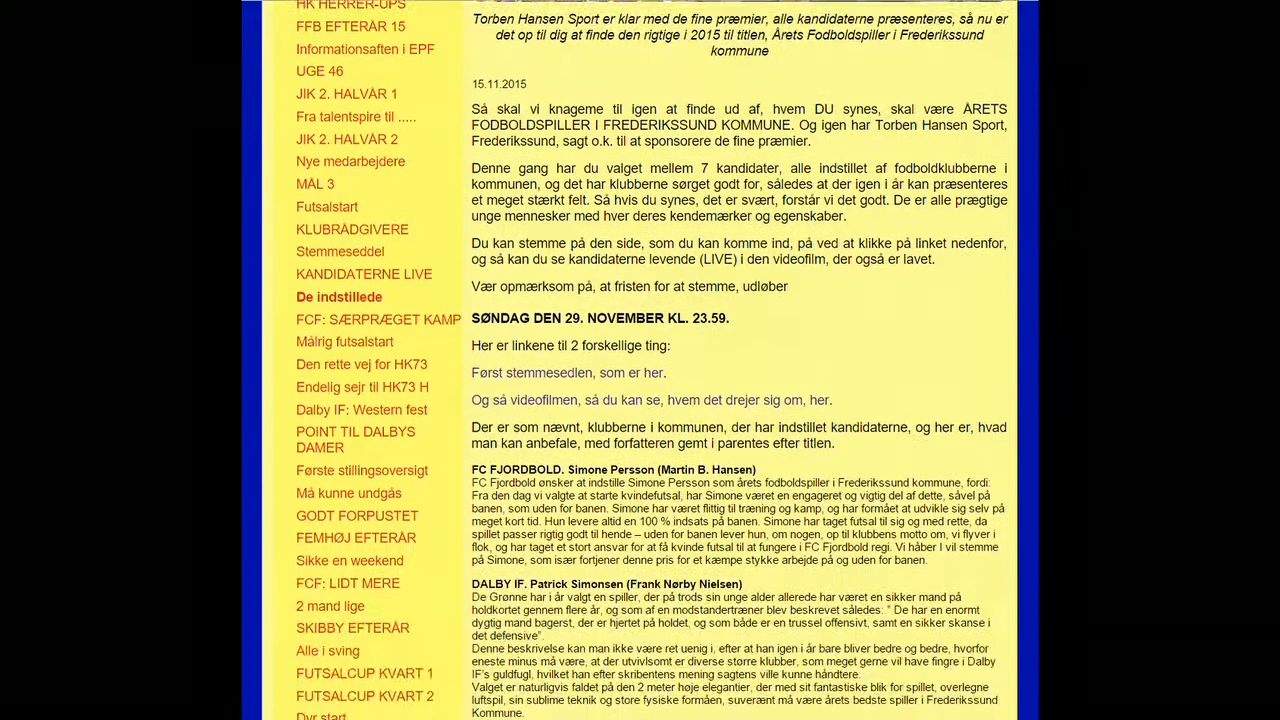 HK HERRER-UPS
FFB EFTERÅR 15
Informationsaften i EPF
UGE 46
JIK 2. HALVÅR 1
Fra talentspire til .....
JIK 2. HALVÅR 2
Nye medarbejdere
MÅL 3
Futsalstart
KLUBRÅDGIVERE
Stemmeseddel
KANDIDATERNE LIVE
De indstillede
FCF: SÆRPRÆGET KAMP
Målrig futsalstart
Den rette vej for HK73
Endelig sejr til HK73 H
Dalby IF: Western fest
POINT TIL DALBYS
DAMER
Første stillingsoversigt
Må kunne undgås
GODT FORPUSTET
FEMHØJ EFTERÅR
Sikke en weekend
FCF: LIDT MERE
2 mand lige
SKIBBY EFTERÅR
Alle i sving
FUTSALCUP KVART 1
FUTSALCUP KVART 2
Dyr start
Torben Hansen Sport er klar med de fine præmier, alle kandidaterne præsenteres, så nu er
det op til dig at finde den rigtige i 2015 til titlen, Årets Fodboldspiller i Frederikssund
kommune
15.11.2015
Så skal vi knageme til igen at finde ud af, hvem DU synes, skal være ÅRETS
FODBOLDSPILLER I FREDERIKSSUND KOMMUNE. Og igen har Torben Hansen Sport,
Frederikssund, sagt o.k. til at sponsorere de fine præmier.
Denne gang har du valget mellem 7 kandidater, alle indstillet af fodboldklubberne i
kommunen, og det har klubberne sørget godt for, således at der igen i år kan præsenteres
et meget stærkt felt. Så hvis du synes, det er svært, forstår vi det godt. De er alle prægtige
unge mennesker med hver deres kendemærker og egenskaber.
Du kan stemme på den side, som du kan komme ind, på ved at klikke på linket nedenfor,
og så kan du se kandidaterne levende (LIVE) i den videofilm, der også er lavet.
Vær opmærksom på, at fristen for at stemme, udløber
SØNDAG DEN 29. NOVEMBER KL. 23.59.
Her er linkene til 2 forskellige ting:
Først stemmesedlen, som er her.
Og så videofilmen, så du kan se, hvem det drejer sig om, her.
Der er som nævnt, klubberne i kommunen, der har indstillet kandidaterne, og her er, hvad
man kan anbefale, med forfatteren gemt i parentes efter titlen.
FC FJORDBOLD. Simone Persson (Martin B. Hansen)
FC Fjordbold ønsker at indstille Simone Persson som årets fodboldspiller i Frederikssund kommune, fordi:
Fra den dag vi valgte at starte kvindefutsal, har Simone været en engageret og vigtig del af dette, såvel på
banen, som uden for banen. Simone har været flittig til træning og kamp, og har formået at udvikle sig selv på
meget kort tid. Hun levere altid en 100 % indsats på banen. Simone har taget futsal til sig og med rette, da
spillet passer rigtig godt til hende – uden for banen lever hun, om nogen, op til klubbens motto om, vi flyver i
flok, og har taget et stort ansvar for at få kvinde futsal til at fungere i FC Fjordbold regi. Vi håber I vil stemme
på Simone, som især fortjener denne pris for et kæmpe stykke arbejde på og uden for banen.
DALBY IF. Patrick Simonsen (Frank Nørby Nielsen)
De Grønne har i år valgt en spiller, der på trods sin unge alder allerede har været en sikker mand på
holdkortet gennem flere år, og som af en modstandertræner blev beskrevet således: " De har en enormt
dygtig mand bagerst, der er hjertet på holdet, og som både er en trussel offensivt, samt en sikker skanse i
det defensive".
Denne beskrivelse kan man ikke være ret uenig i, efter at han igen i år bare bliver bedre og bedre, hvorfor
eneste minus må være, at der utvivlsomt er diverse større klubber, som meget gerne vil have fingre i Dalby
IF's guldfugl, hvilket han efter skribentens mening sagtens ville kunne håndtere.
Valget er naturligvis faldet på den 2 meter høje elegantier, der med sit fantastiske blik for spillet, overlegne
luftspil, sin sublime teknik og store fysiske formåen, suverænt må være årets bedste spiller i Frederikssund
Kommune.